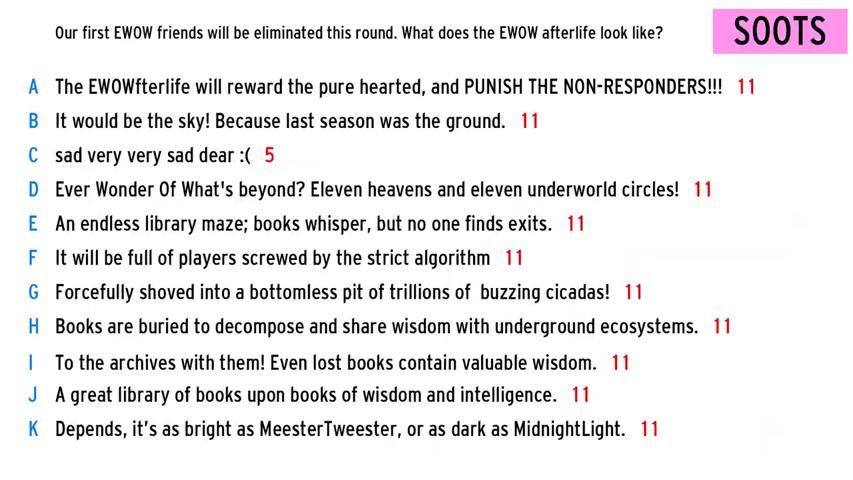 Our first EWOW friends will be eliminated this round. What does the EWOW afterlife look like?
SOOTS
A The EWOWfterlife will reward the pure hearted, and PUNISH THE NON-RESPONDERS!!! 11
B It would be the sky! Because last season was the ground. 11
C sad very very sad dear :( 5
D Ever Wonder Of What's beyond? Eleven heavens and eleven underworld circles! 11
E An endless library maze; books whisper, but no one finds exits. 11
F It will be full of players screwed by the strict algorithm 11
G Forcefully shoved into a bottomless pit of trillions of  buzzing cicadas! 11
H Books are buried to decompose and share wisdom with underground ecosystems. 11
I To the archives with them! Even lost books contain valuable wisdom. 11
J A great library of books upon books of wisdom and intelligence. 11
K Depends, it’s as bright as MeesterTweester, or as dark as MidnightLight. 11